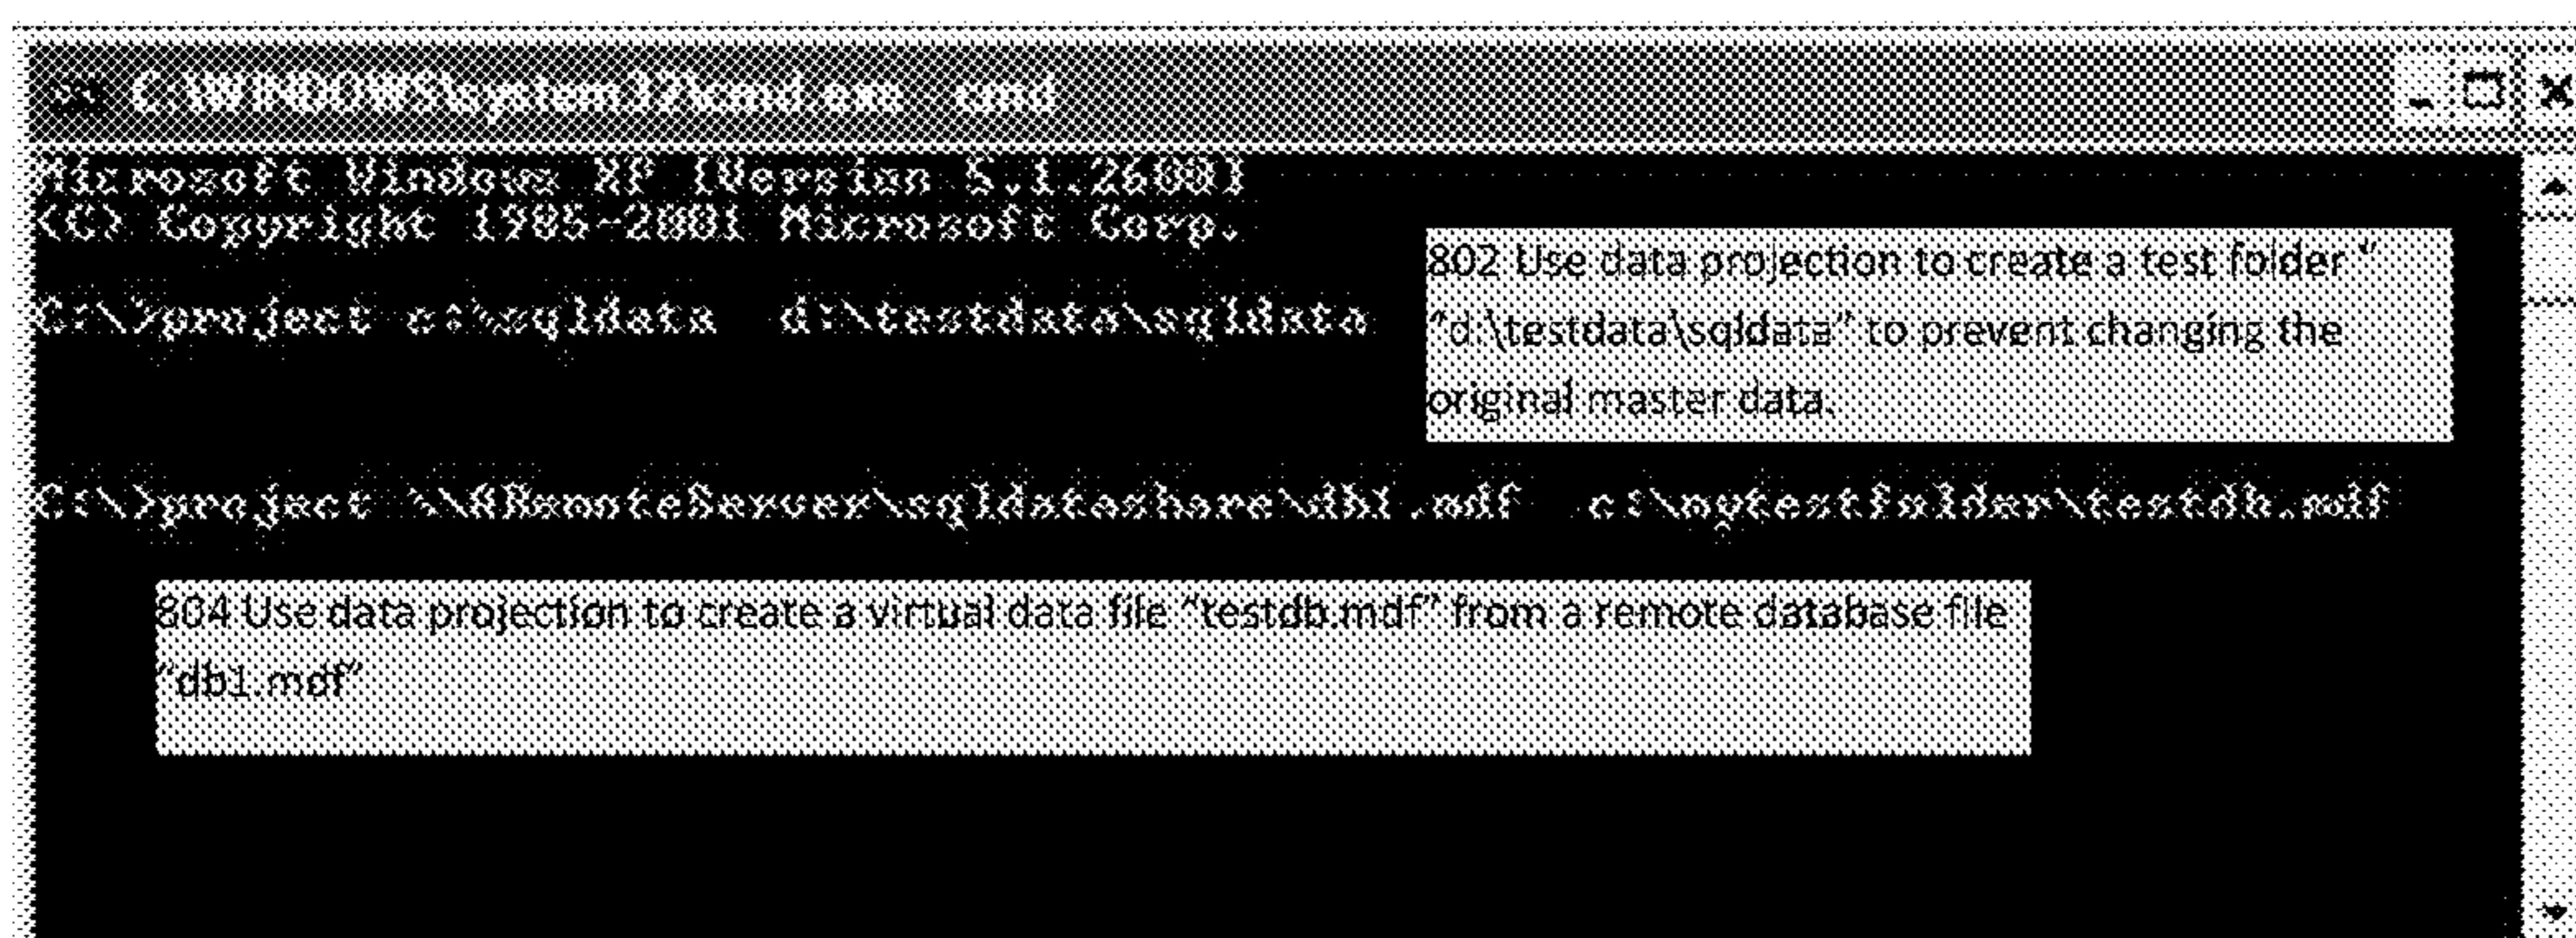 C:\WINDOWS\system32\cmd.exe - cmd
Microsoft Windows XP [Version 5.1.2600]
(C) Copyright 1985-2001 Microsoft Corp.
C:\>project c:\sqldata d:\testdata\sqldata
802 Use data projection to create a test folder "
"d:\testdata\sqldata" to prevent changing the
original master data.
C:\>project \\ARemoteServer\sqldatashare\db1.mdf c:\mytestfolder\testdb.mdf
804 Use data projection to create a virtual data file "testdb.mdf" from a remote database file
"db1.mdf"